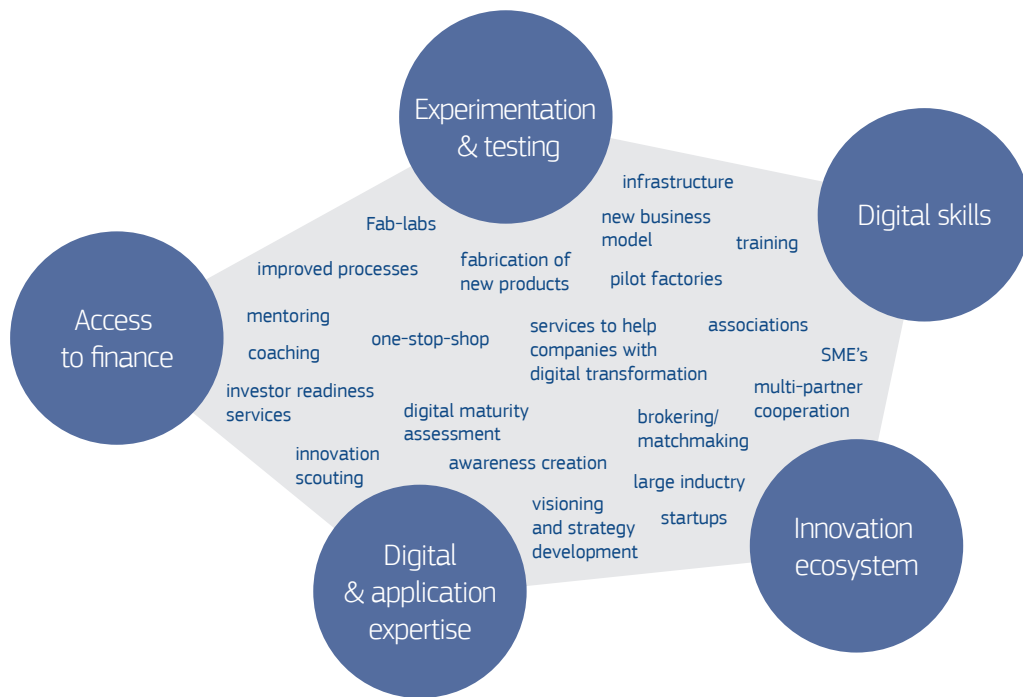 Experimentation
& testing
Digital skills
Access
to finance
Digital
& application
expertise
Innovation
ecosystem
infrastructure
Fab-labs
new business
model
training
improved processes
fabrication of
new products
pilot factories
mentoring
one-stop-shop
services to help
companies with
digital transformation
associations
coaching
SME's
investor readiness
services
digital maturity
assessment
multi-partner
cooperation
brokering/
matchmaking
innovation
scouting
awareness creation
large inductry
visioning
and strategy
development
startups